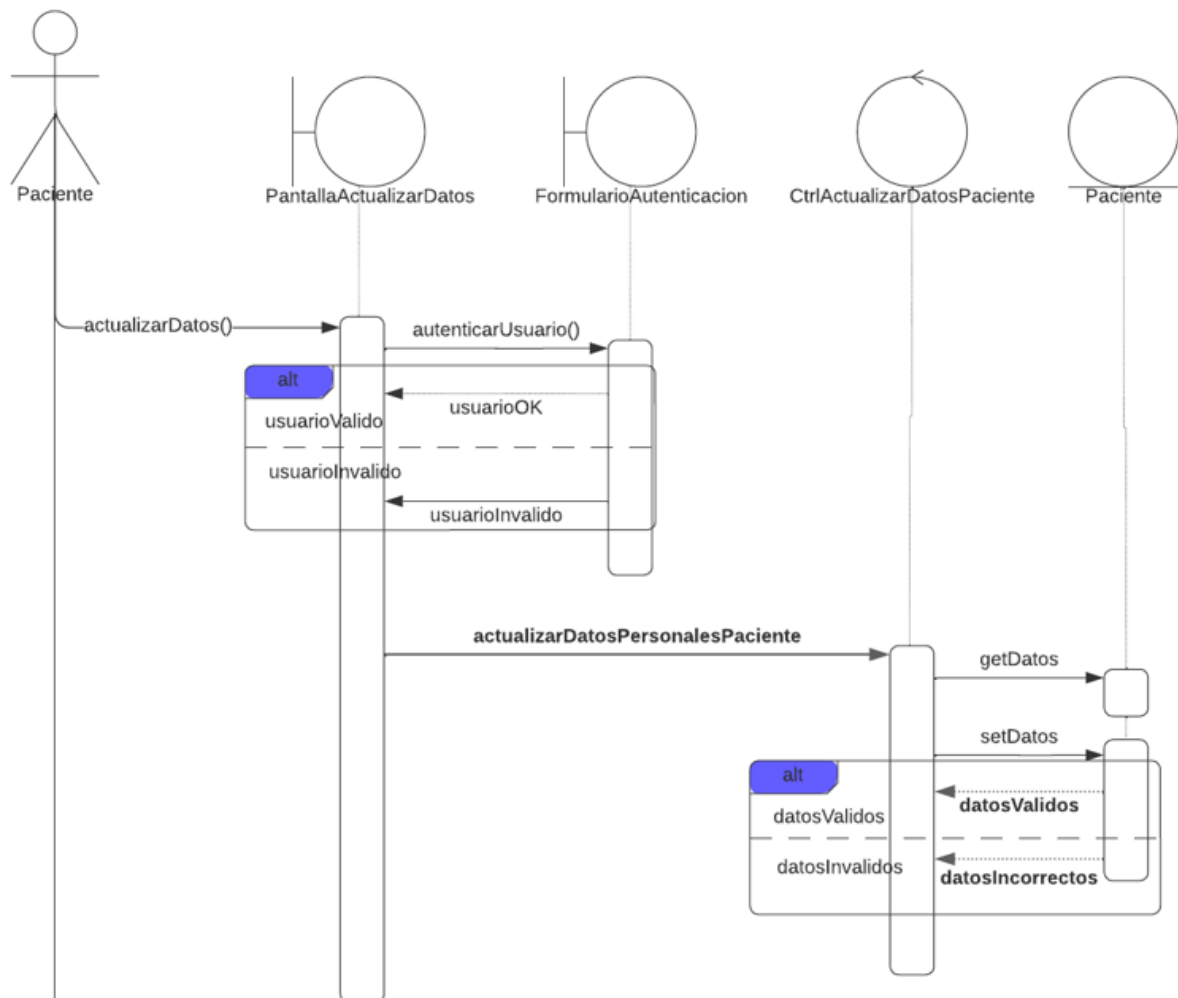 Paciente
PantallaActualizarDatos
FormularioAutenticacion
CtrlActualizarDatosPaciente
Paciente
actualizarDatos()
autenticarUsuario()
alt
usuarioOK
usuarioValido
usuarioInvalido
usuarioInvalido
actualizarDatosPersonalesPaciente
getDatos
setDatos
alt
datosValidos
datosValidos
datosInvalidos
datosIncorrectos